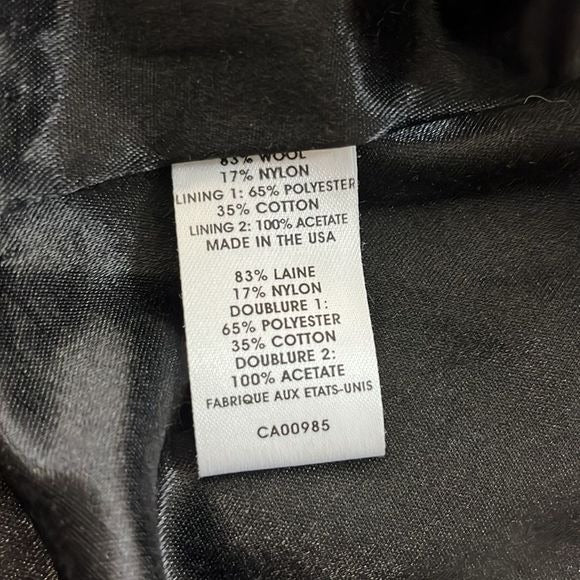 83% WOOL
17% NYLON
LINING 1: 65% POLYESTER
35% COTTON
LINING 2: 100% ACETATE
MADE IN THE USA
83% LAINE
17% NYLON
DOUBLURE 1:
65% POLYESTER
35% COTTON
DOUBLURE 2:
100% ACETATE
FABRIQUE AUX ETATS-UNIS
CA00985